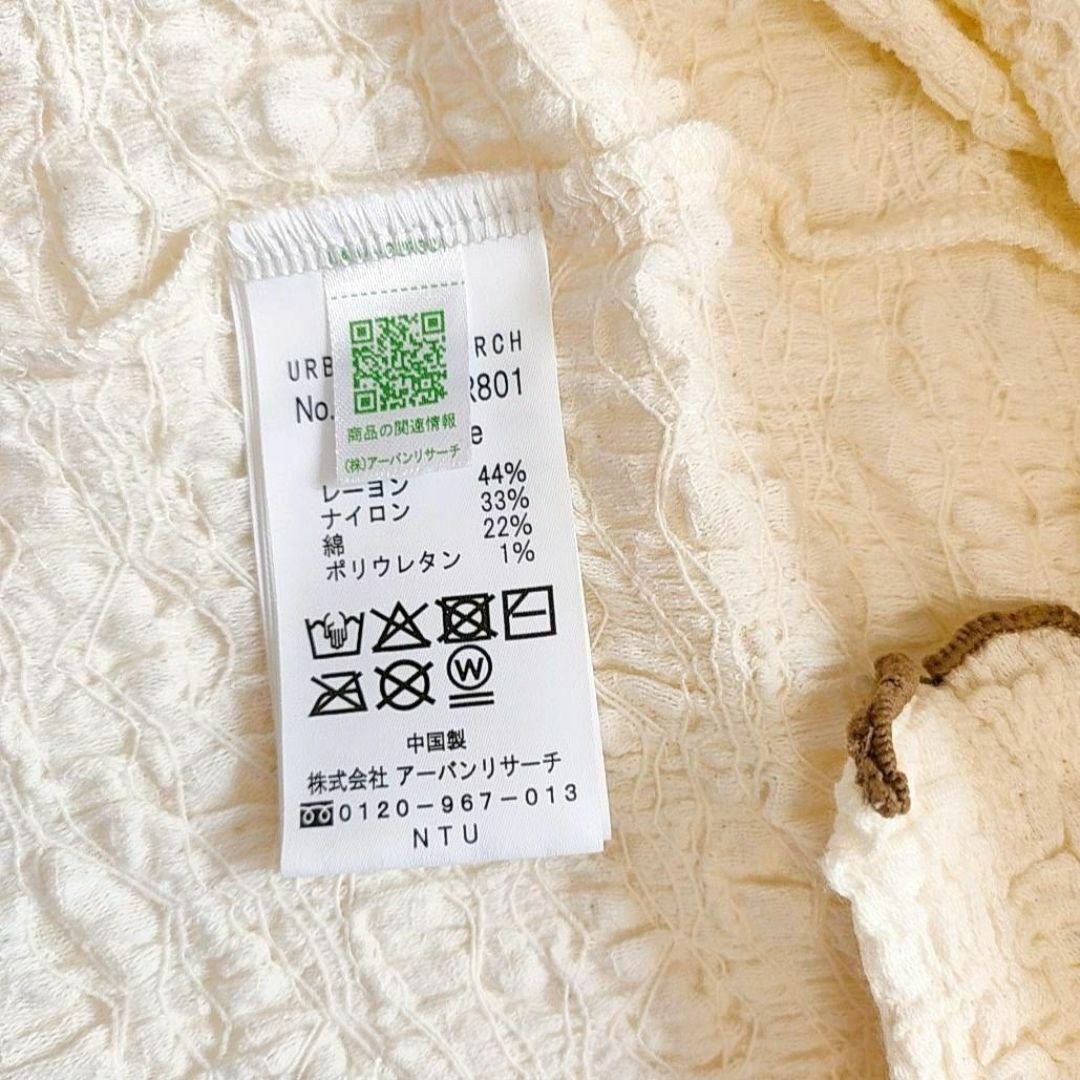 URB RCH
No. R801
商品の関連情報
e
(株)アーバンリサーチ
レーヨン 44%
ナイロン 33%
綿 22%
ポリウレタン 1%
W
中国製
株式会社 アーバンリサーチ
0120-967-013
NTU